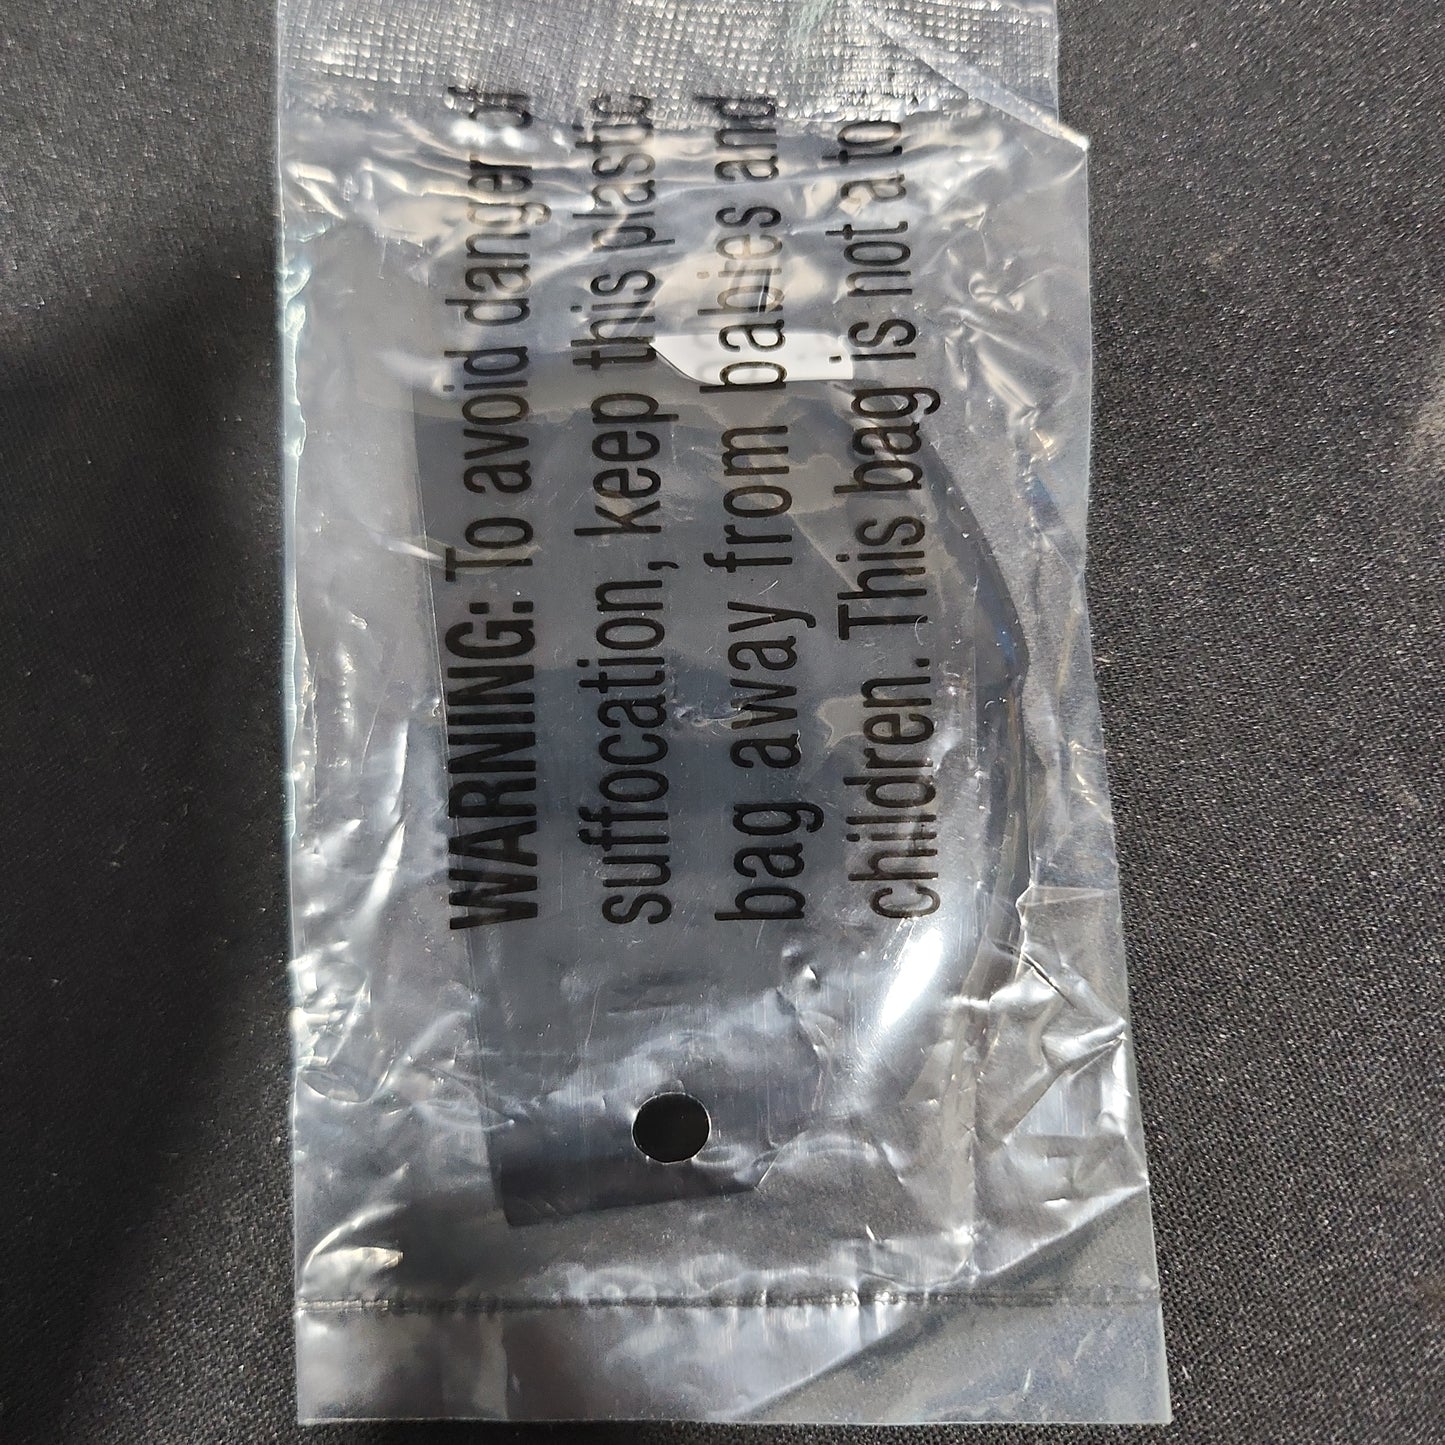 WARNING: To avoid danger of
suffocation, keep this plastic
bag away from babies and
children. This bag is not a to